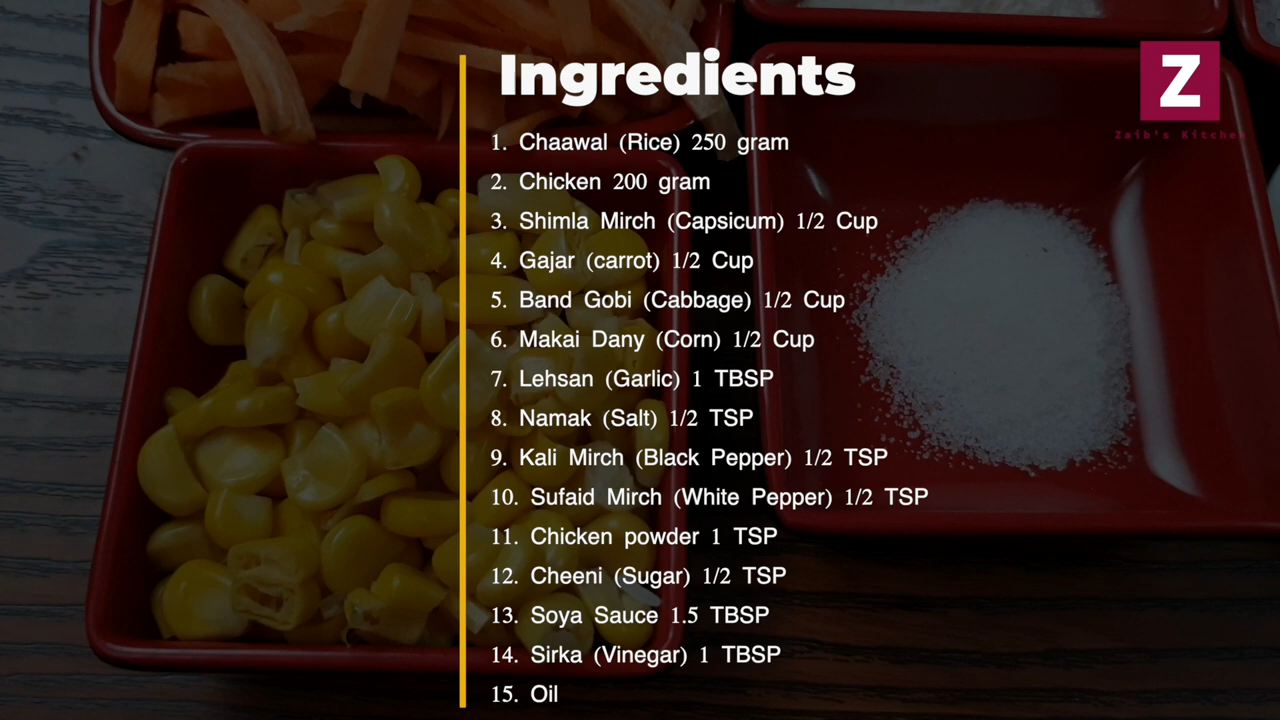 Ingredients
Z
Zaib's Kitchen
1. Chaawal (Rice) 250 gram
2. Chicken 200 gram
3. Shimla Mirch (Capsicum) 1/2 Cup
4. Gajar (carrot) 1/2 Cup
5. Band Gobi (Cabbage) 1/2 Cup
6. Makai Dany (Corn) 1/2 Cup
7. Lehsan (Garlic) 1 TBSP
8. Namak (Salt) 1/2 TSP
9. Kali Mirch (Black Pepper) 1/2 TSP
10. Sufaid Mirch (White Pepper) 1/2 TSP
11. Chicken powder 1 TSP
12. Cheeni (Sugar) 1/2 TSP
13. Soya Sauce 1.5 TBSP
14. Sirka (Vinegar) 1 TBSP
15. Oil